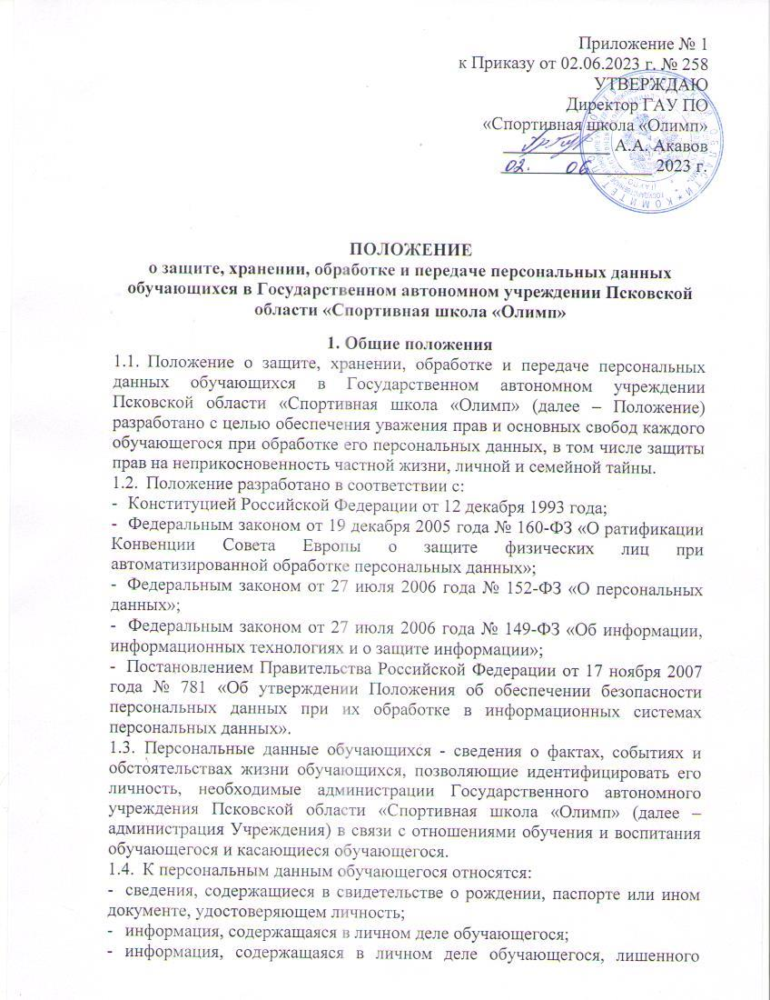 Приложение № 1
к Приказу от 02.06.2023 г. № 258
УТВЕРЖДАЮ
Директор ГАУ ПО
«Спортивная школа «Олимп»
А.А. Акавов
02. 06 2023 г.
ПОЛОЖЕНИЕ
о защите, хранении, обработке и передаче персональных данных
обучающихся в Государственном автономном учреждении Псковской
области «Спортивная школа «Олимп»
1. Общие положения
1.1. Положение о защите, хранении, обработке и передаче персональных
данных обучающихся в Государственном автономном учреждении
Псковской области «Спортивная школа «Олимп» (далее – Положение)
разработано с целью обеспечения уважения прав и основных свобод каждого
обучающегося при обработке его персональных данных, в том числе защиты
прав на неприкосновенность частной жизни, личной и семейной тайны.
1.2. Положение разработано в соответствии с:
- Конституцией Российской Федерации от 12 декабря 1993 года;
- Федеральным законом от 19 декабря 2005 года № 160-ФЗ «О ратификации
Конвенции Совета Европы о защите физических лиц при
автоматизированной обработке персональных данных»;
- Федеральным законом от 27 июля 2006 года № 152-ФЗ «О персональных
данных»;
- Федеральным законом от 27 июля 2006 года № 149-ФЗ «Об информации,
информационных технологиях и о защите информации»;
- Постановлением Правительства Российской Федерации от 17 ноября 2007
года № 781 «Об утверждении Положения об обеспечении безопасности
персональных данных при их обработке в информационных системах
персональных данных».
1.3. Персональные данные обучающихся - сведения о фактах, событиях и
обстоятельствах жизни обучающихся, позволяющие идентифицировать его
личность, необходимые администрации Государственного автономного
учреждения Псковской области «Спортивная школа «Олимп» (далее –
администрация Учреждения) в связи с отношениями обучения и воспитания
обучающегося и касающиеся обучающегося.
1.4. К персональным данным обучающегося относятся:
- сведения, содержащиеся в свидетельстве о рождении, паспорте или ином
документе, удостоверяющем личность;
- информация, содержащаяся в личном деле обучающегося;
- информация, содержащаяся в личном деле обучающегося, лишенного